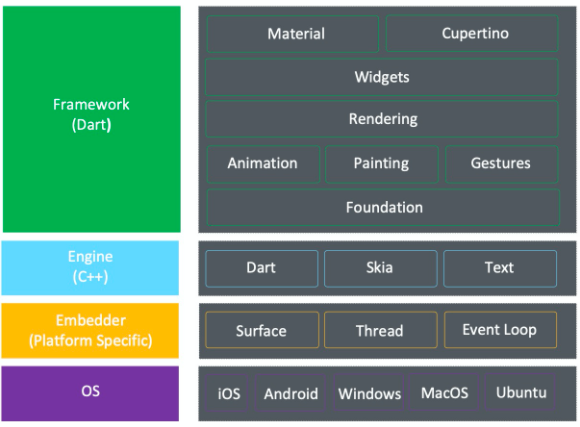 Framework
(Dart)
Material
Cupertino
Widgets
Rendering
Animation
Painting
Gestures
Foundation
Engine
(C++)
Dart
Skia
Text
Embedder
(Platform Specific)
Surface
Thread
Event Loop
OS
iOS
Android
Windows
MacOS
Ubuntu